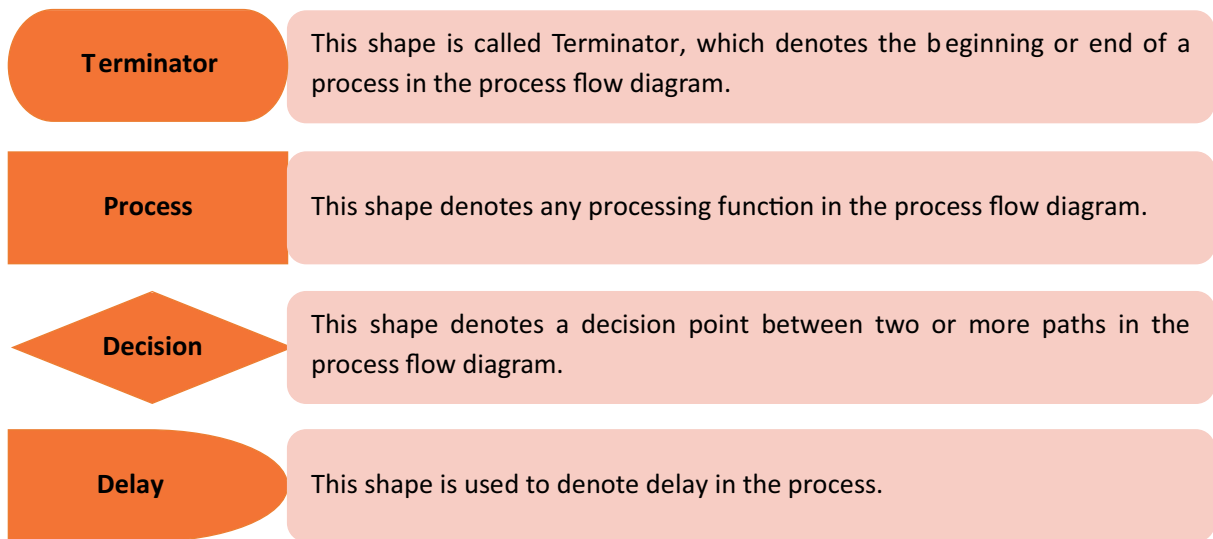 Terminator
This shape is called Terminator, which denotes the beginning or end of a
process in the process flow diagram.
Process
This shape denotes any processing function in the process flow diagram.
Decision
This shape denotes a decision point between two or more paths in the
process flow diagram.
Delay
This shape is used to denote delay in the process.